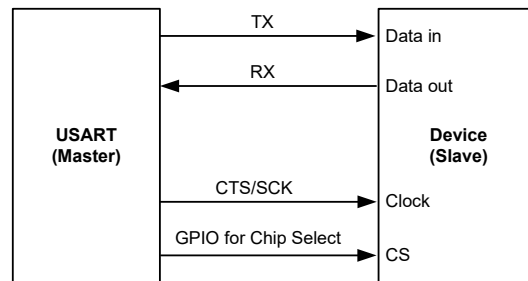 TX
Data in
RX
Data out
USART
(Master)
Device
(Slave)
CTS/SCK
Clock
GPIO for Chip Select
CS